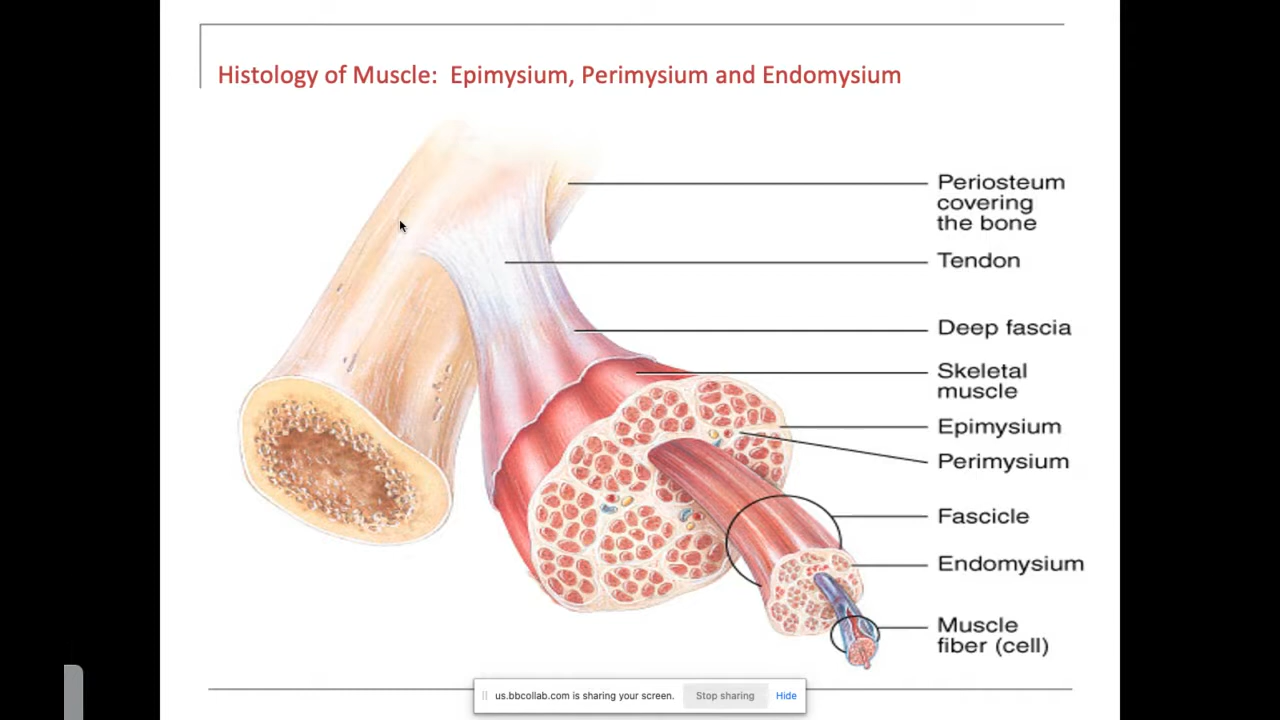 Histology of Muscle: Epimysium, Perimysium and Endomysium
Periosteum
covering
the bone
Tendon
Deep fascia
Skeletal
muscle
Epimysium
Perimysium
Fascicle
Endomysium
Muscle
fiber (cell)
us.bbcollab.com is sharing your screen. Stop sharing Hide